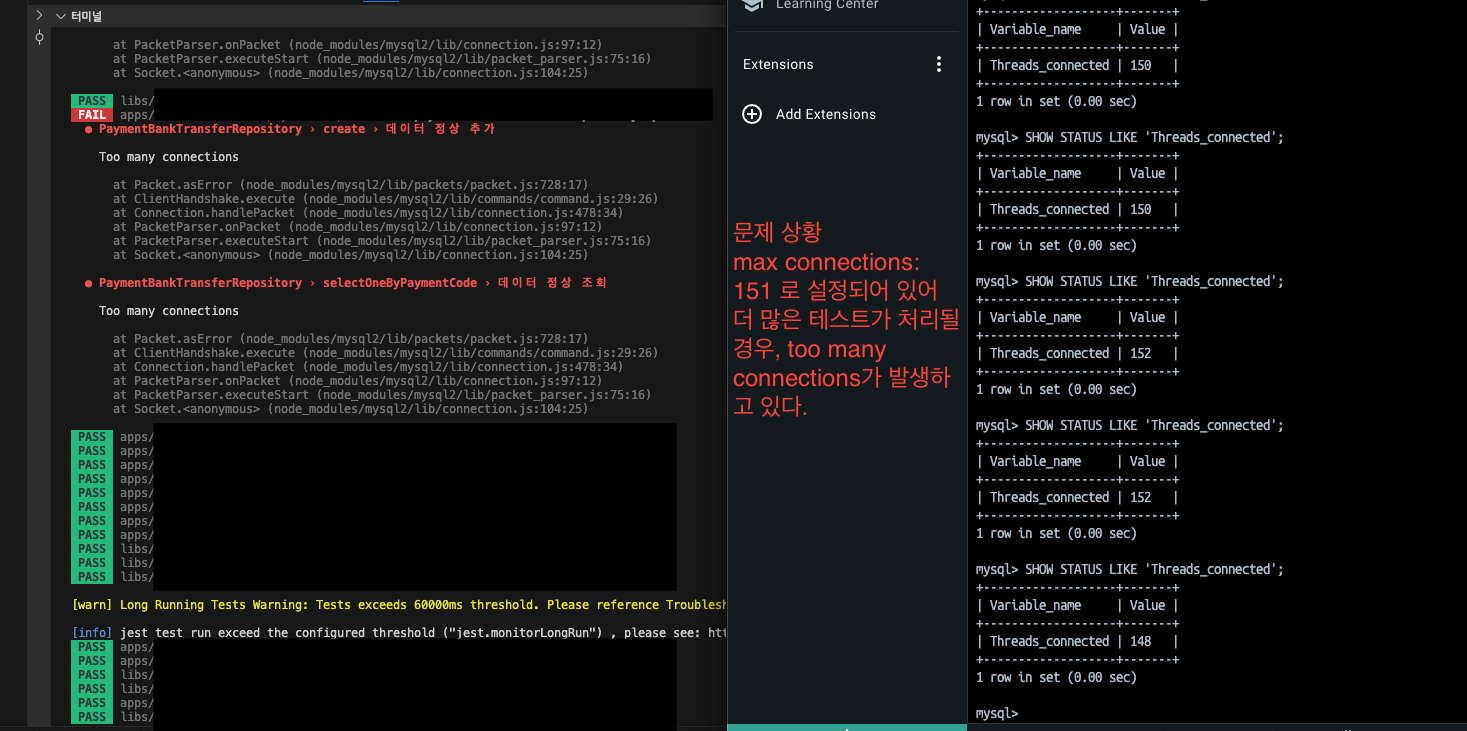 터미널
at PacketParser.onPacket (node_modules/mysql2/lib/connection.js:97:12)
at PacketParser.executeStart (node_modules/mysql2/lib/packet_parser.js:75:16)
at Socket.<anonymous> (node_modules/mysql2/lib/connection.js:104:25)
PASS libs/
FAIL apps/
● PaymentBankTransferRepository › create › 데이터 정상 추가
Too many connections
at Packet.asError (node_modules/mysql2/lib/packets/packet.js:728:17)
at ClientHandshake.execute (node_modules/mysql2/lib/commands/command.js:29:26)
at Connection.handlePacket (node_modules/mysql2/lib/connection.js:478:34)
at PacketParser.onPacket (node_modules/mysql2/lib/connection.js:97:12)
at PacketParser.executeStart (node_modules/mysql2/lib/packet_parser.js:75:16)
at Socket.<anonymous> (node_modules/mysql2/lib/connection.js:104:25)
● PaymentBankTransferRepository › selectOneByPaymentCode › 데이터 정상 조회
Too many connections
at Packet.asError (node_modules/mysql2/lib/packets/packet.js:728:17)
at ClientHandshake.execute (node_modules/mysql2/lib/commands/command.js:29:26)
at Connection.handlePacket (node_modules/mysql2/lib/connection.js:478:34)
at PacketParser.onPacket (node_modules/mysql2/lib/connection.js:97:12)
at PacketParser.executeStart (node_modules/mysql2/lib/packet_parser.js:75:16)
at Socket.<anonymous> (node_modules/mysql2/lib/connection.js:104:25)
PASS apps/
PASS apps/
PASS apps/
PASS apps/
PASS apps/
PASS apps/
PASS apps/
PASS apps/
PASS libs/
PASS libs/
PASS libs/
[warn] Long Running Tests Warning: Tests exceeds 60000ms threshold. Please reference Troublesh
[info] jest test run exceed the configured threshold ("jest.monitorLongRun") , please see: htt
PASS apps/
PASS apps/
PASS libs/
PASS libs/
PASS apps/
PASS libs/
Learning Center
Extensions
Add Extensions
문제 상황
max connections:
151 로 설정되어 있어
더 많은 테스트가 처리될
경우, too many
connections가 발생하
고 있다.
+-------------------+-------+
| Variable_name     | Value |
+-------------------+-------+
| Threads_connected | 150   |
+-------------------+-------+
1 row in set (0.00 sec)
mysql> SHOW STATUS LIKE 'Threads_connected';
+-------------------+-------+
| Variable_name     | Value |
+-------------------+-------+
| Threads_connected | 150   |
+-------------------+-------+
1 row in set (0.00 sec)
mysql> SHOW STATUS LIKE 'Threads_connected';
+-------------------+-------+
| Variable_name     | Value |
+-------------------+-------+
| Threads_connected | 152   |
+-------------------+-------+
1 row in set (0.00 sec)
mysql> SHOW STATUS LIKE 'Threads_connected';
+-------------------+-------+
| Variable_name     | Value |
+-------------------+-------+
| Threads_connected | 152   |
+-------------------+-------+
1 row in set (0.00 sec)
mysql> SHOW STATUS LIKE 'Threads_connected';
+-------------------+-------+
| Variable_name     | Value |
+-------------------+-------+
| Threads_connected | 148   |
+-------------------+-------+
1 row in set (0.00 sec)
mysql>